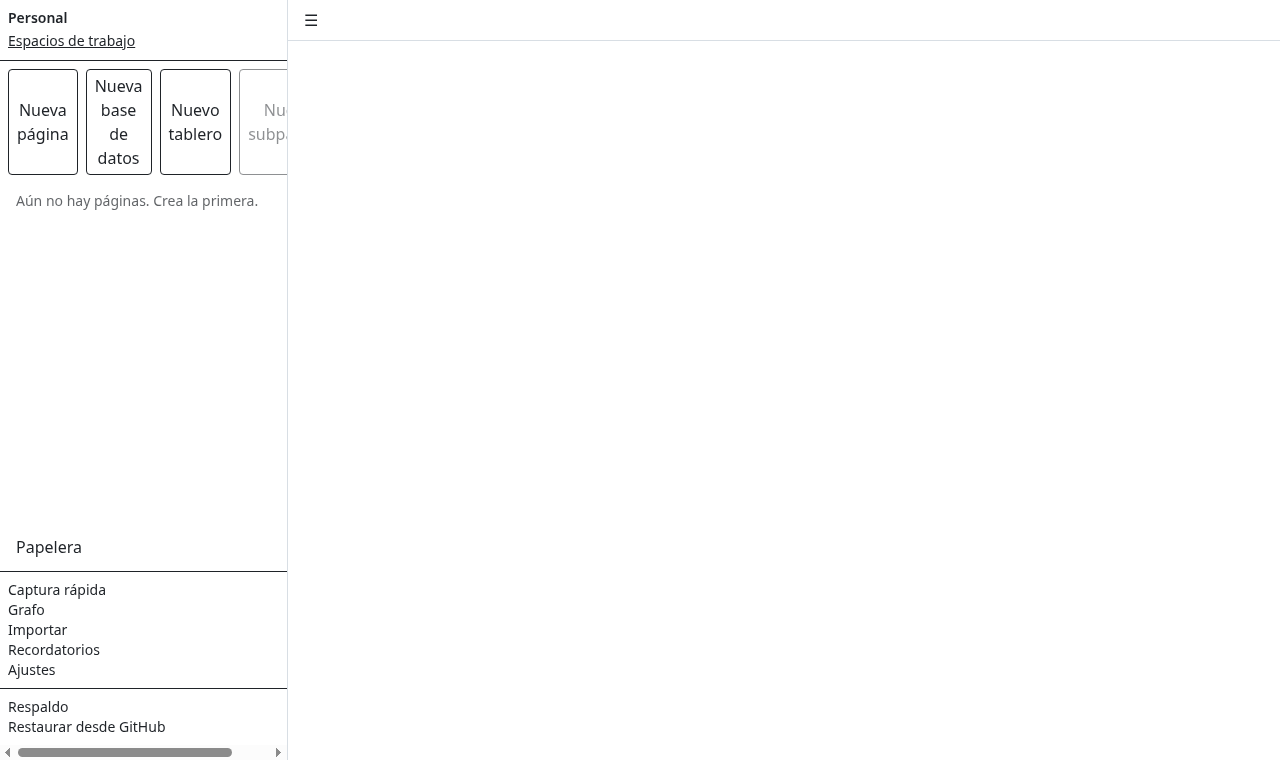 Personal
Espacios de trabajo
☰
Nueva
página
Nueva
base
de
datos
Nuevo
tablero
Aún no hay páginas. Crea la primera.
Papelera
Captura rápida
Grafo
Importar
Recordatorios
Ajustes
Respaldo
Restaurar desde GitHub